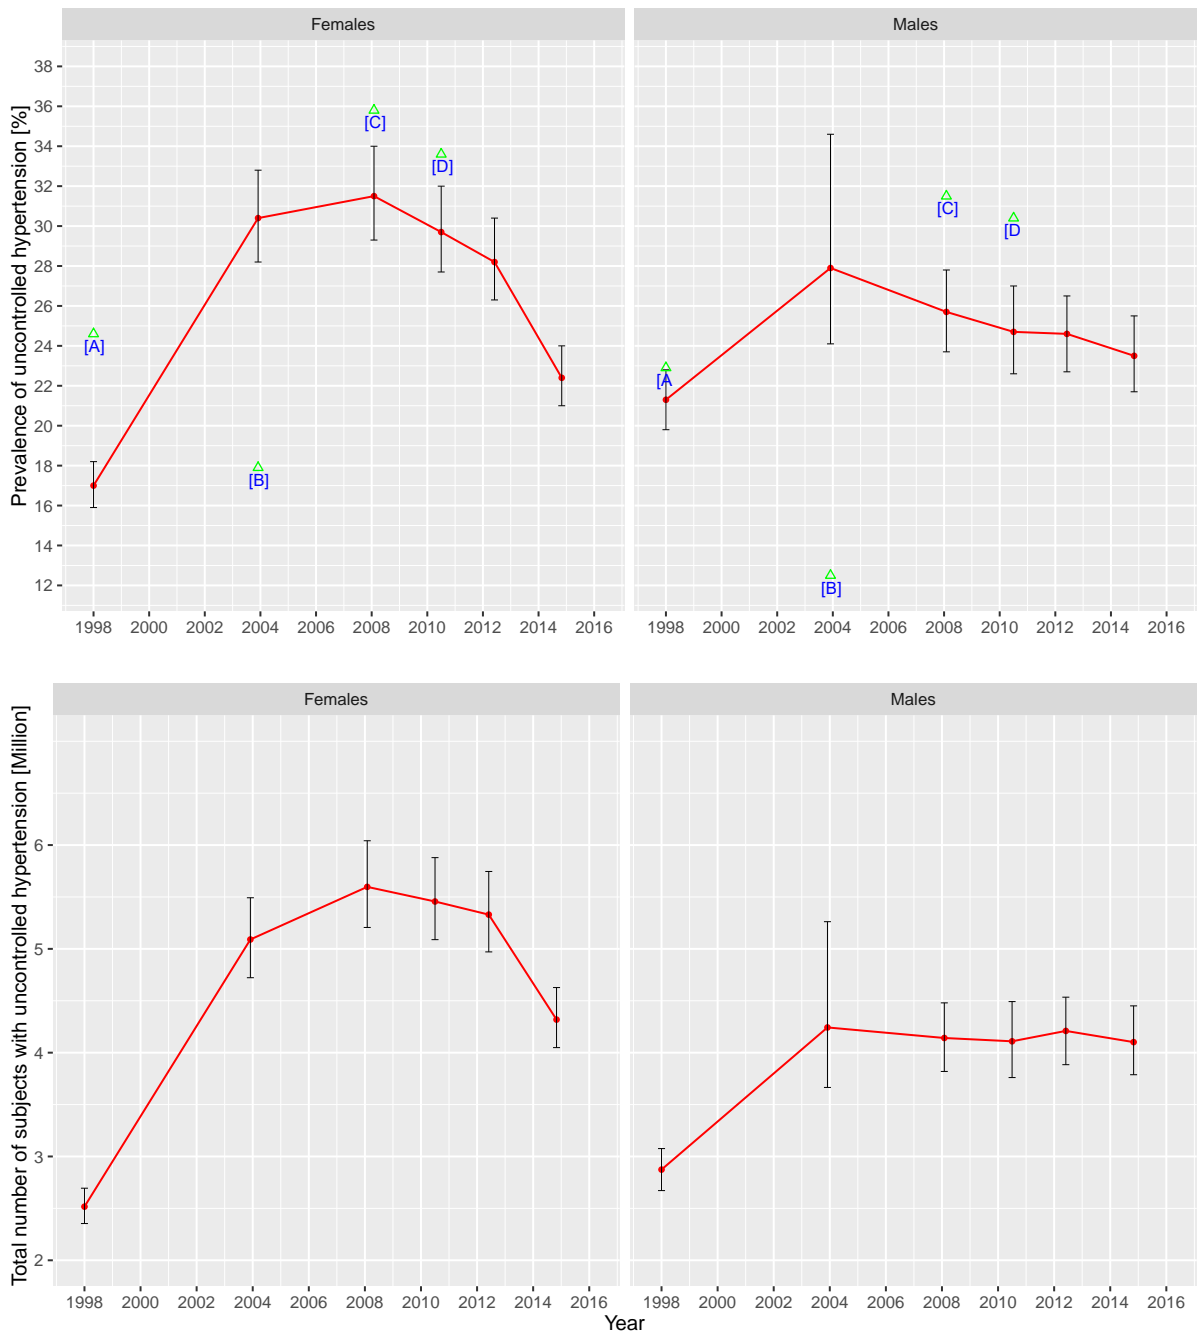 Females Males
Prevalence of uncontrolled hypertension [%]
38
36
34
32
30
28
26
24
22
20
18
16
14
12
[A]
[B]
[C]
[D]
[A
[B]
[C]
[D
1998 2000 2002 2004 2006 2008 2010 2012 2014 2016 1998 2000 2002 2004 2006 2008 2010 2012 2014 2016
Females Males
Total number of subjects with uncontrolled hypertension [Million]
6
5
4
3
2
1998 2000 2002 2004 2006 2008 2010 2012 2014 2016 1998 2000 2002 2004 2006 2008 2010 2012 2014 2016
Year